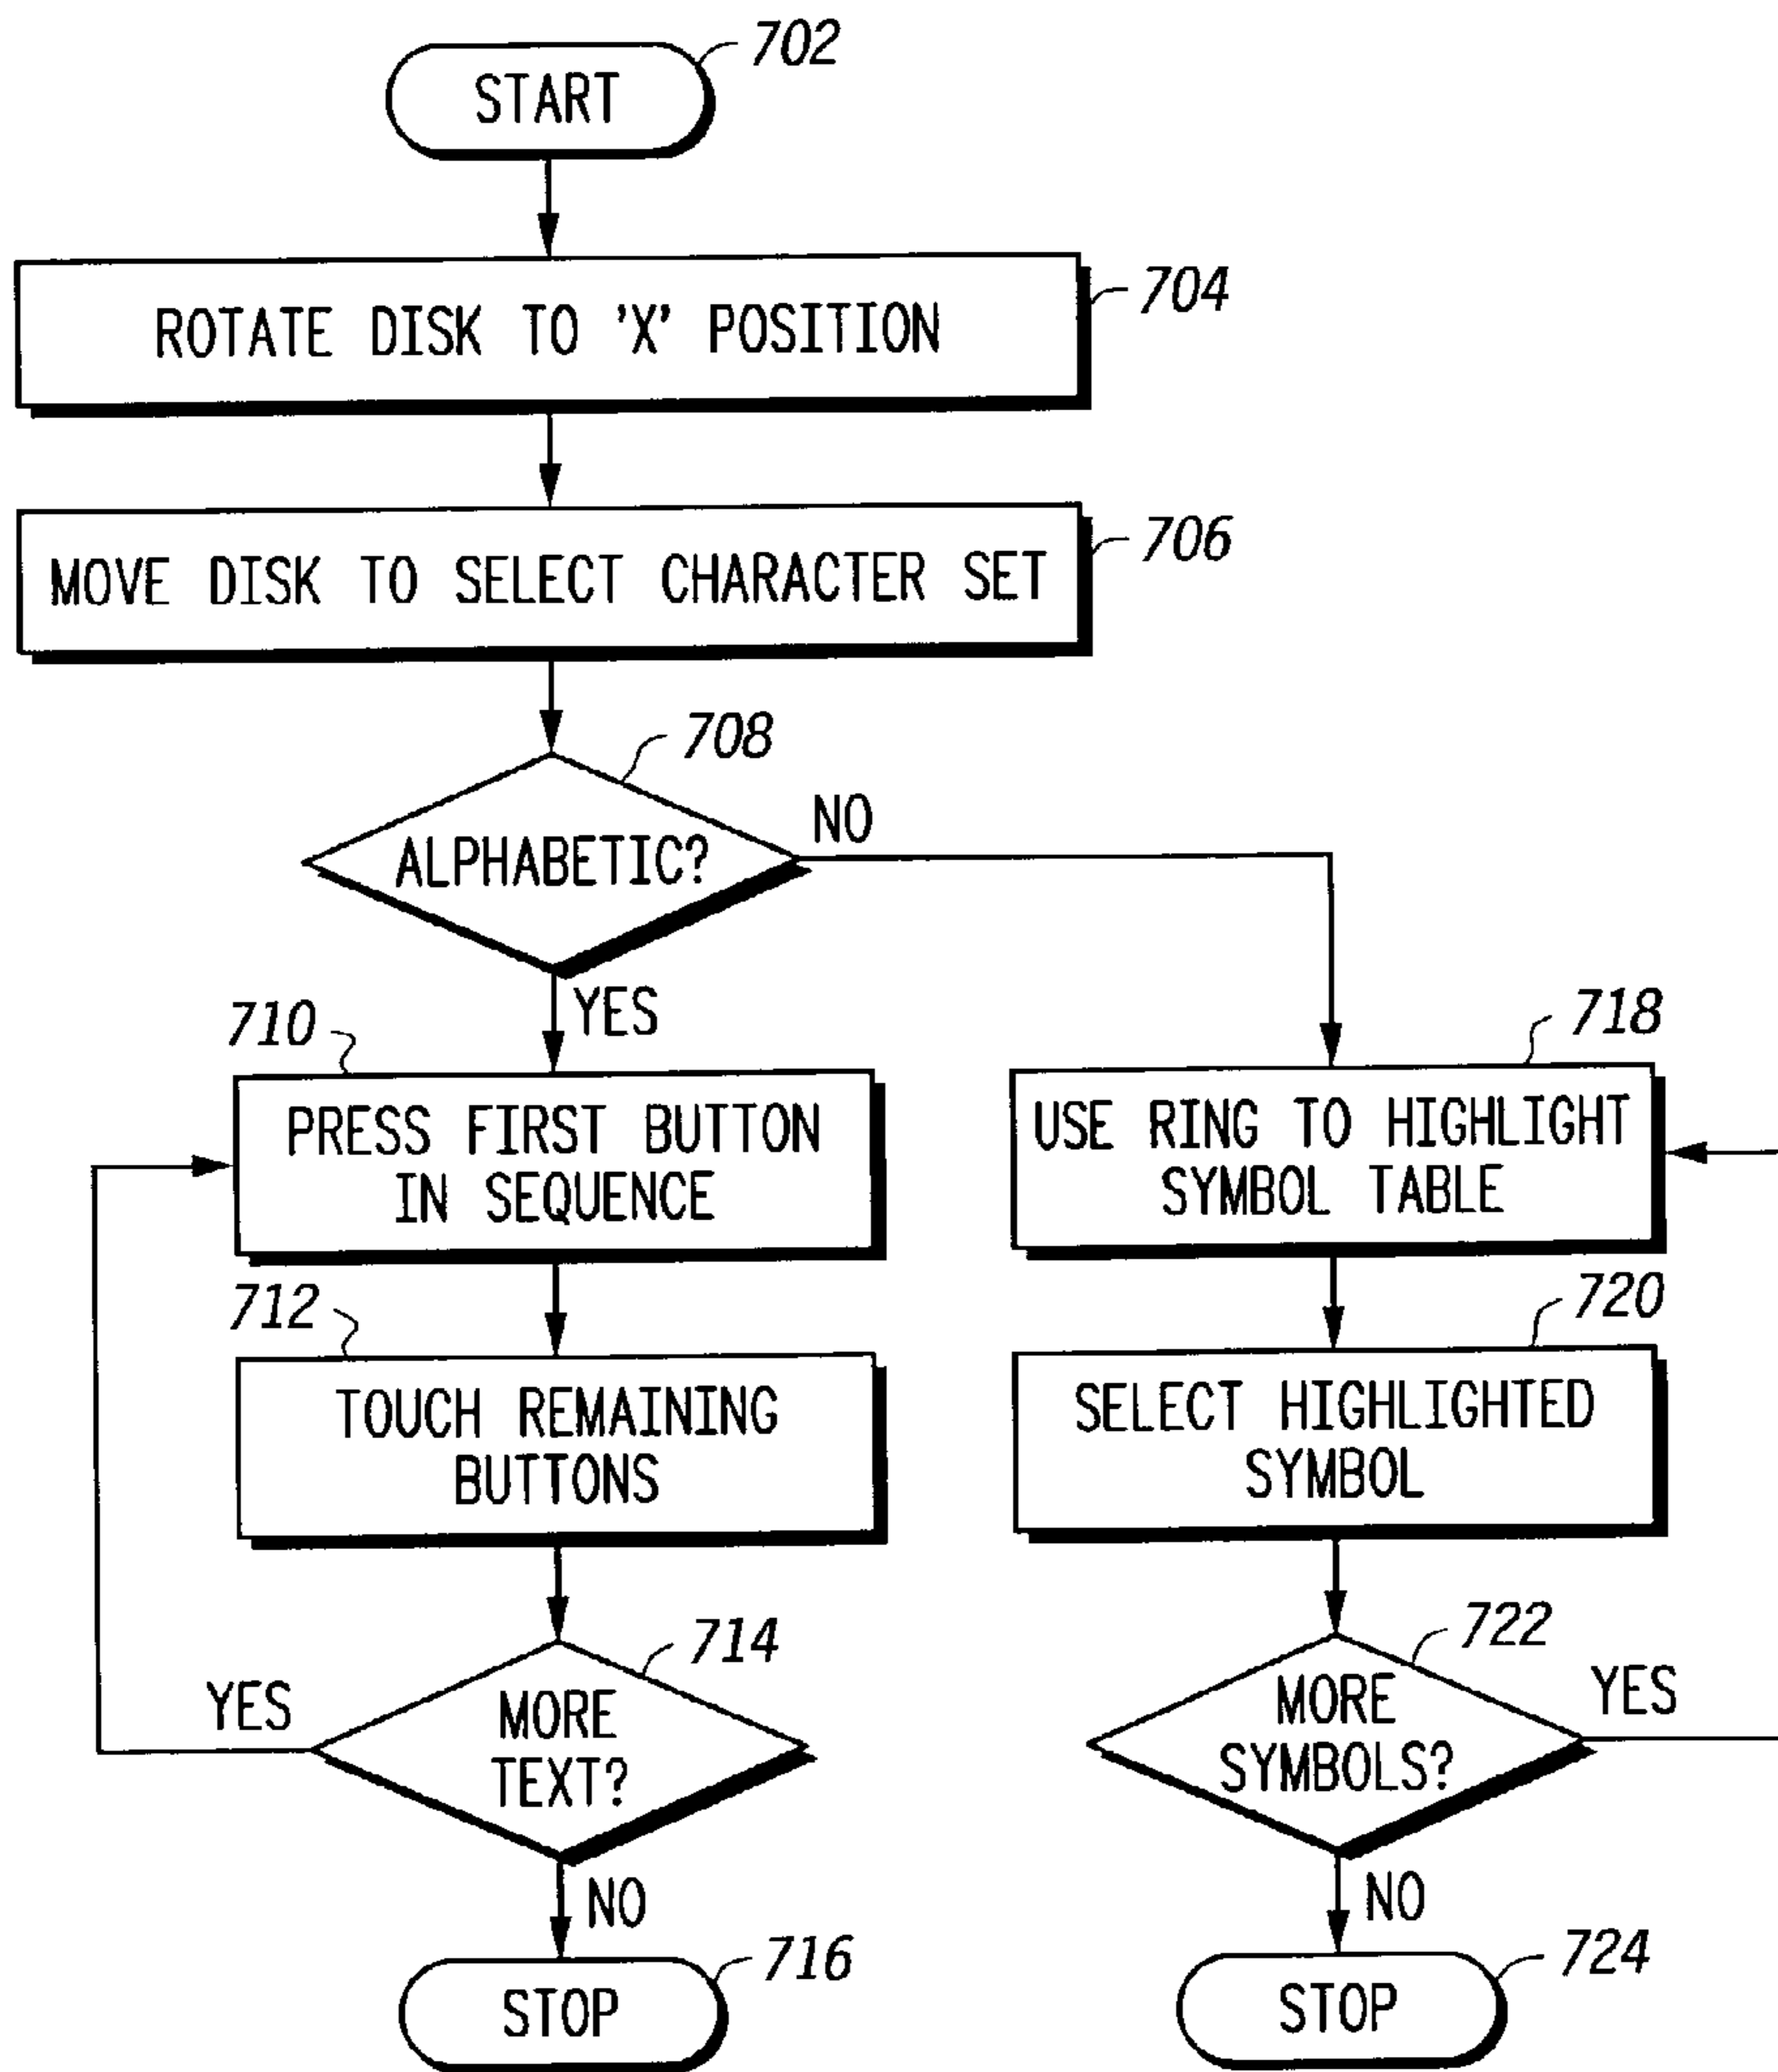 702
START
704
ROTATE DISK TO 'X' POSITION
706
MOVE DISK TO SELECT CHARACTER SET
708
ALPHABETIC?
NO
YES
710
PRESS FIRST BUTTON
IN SEQUENCE
712
TOUCH REMAINING
BUTTONS
714
MORE
TEXT?
YES
NO
716
STOP
718
USE RING TO HIGHLIGHT
SYMBOL TABLE
720
SELECT HIGHLIGHTED
SYMBOL
722
MORE
SYMBOLS?
YES
NO
724
STOP